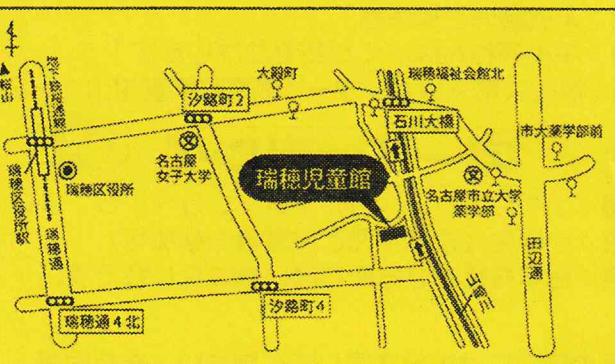 桜山
地下鉄桜通線
大殿町
瑞穂福祉会館北
汐路町2
石川大橋
市大薬学部前
名古屋
女子大学
瑞穂区役所
瑞穂区役所駅
瑞穂児童館
名古屋市立大学
薬学部
瑞穂通
田辺通
山崎川
汐路町4
瑞穂通4北